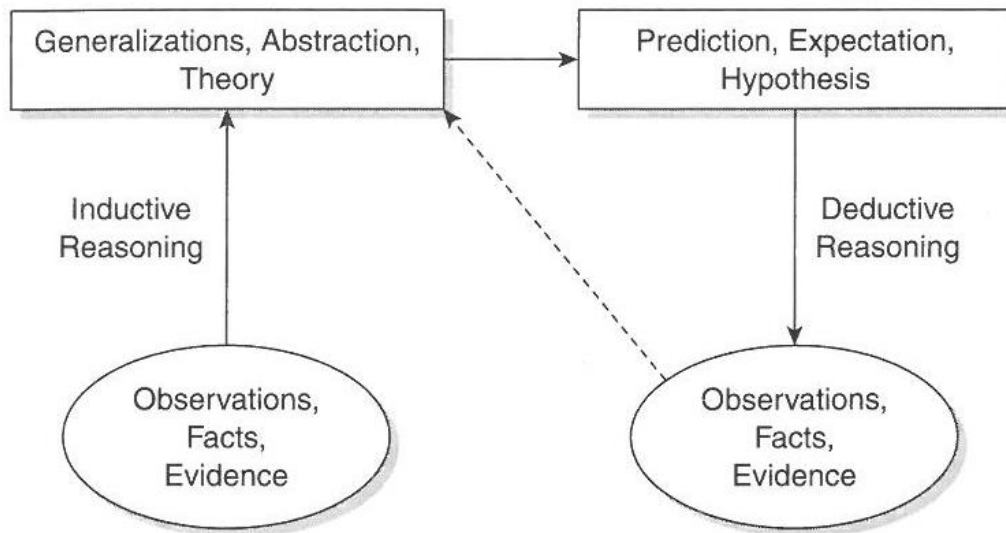 Generalizations, Abstraction,
Theory
Prediction, Expectation,
Hypothesis
Inductive
Reasoning
Deductive
Reasoning
Observations,
Facts,
Evidence
Observations,
Facts,
Evidence